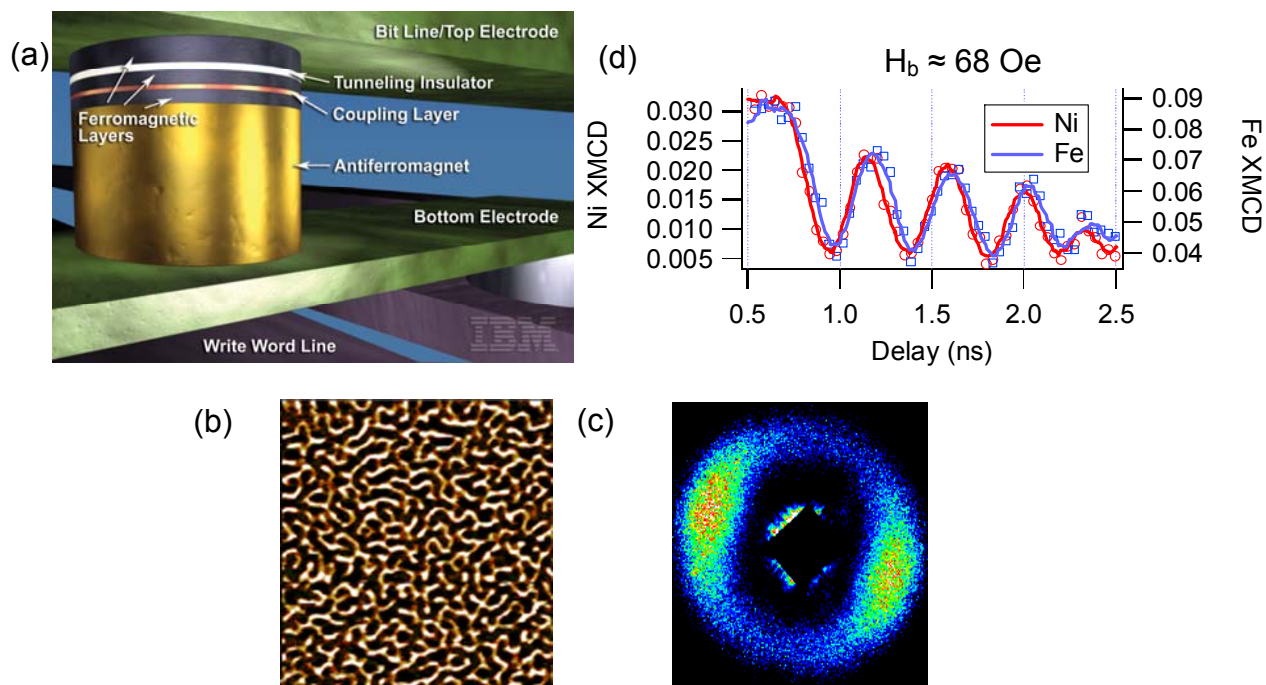 (a)
Bit Line/Top Electrode
Tunneling Insulator
Coupling Layer
Ferromagnetic
Layers
Antiferromagnet
Bottom Electrode
Write Word Line
IBM
(d)
H_b ≈ 68 Oe
Ni XMCD
0.030
0.025
0.020
0.015
0.010
0.005
Ni
Fe
0.09
0.08
0.07
0.06
0.05
0.04
Fe XMCD
0.5 1.0 1.5 2.0 2.5
Delay (ns)
(b)
(c)